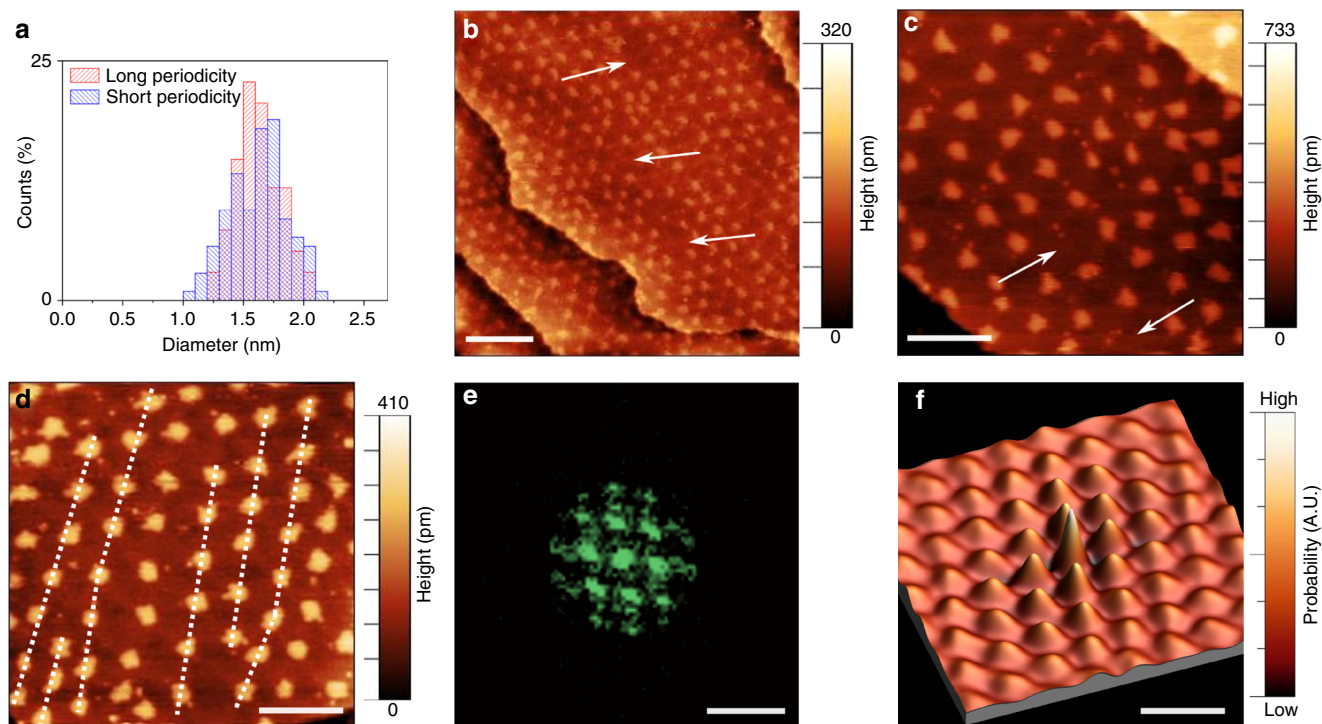 a
25
Long periodicity
Short periodicity
Counts (%)
0
0.0 0.5 1.0 1.5 2.0 2.5
Diameter (nm)
b
320
Height (pm)
0
c
733
Height (pm)
0
d
410
Height (pm)
0
e
f
High
Probability (A.U.)
Low